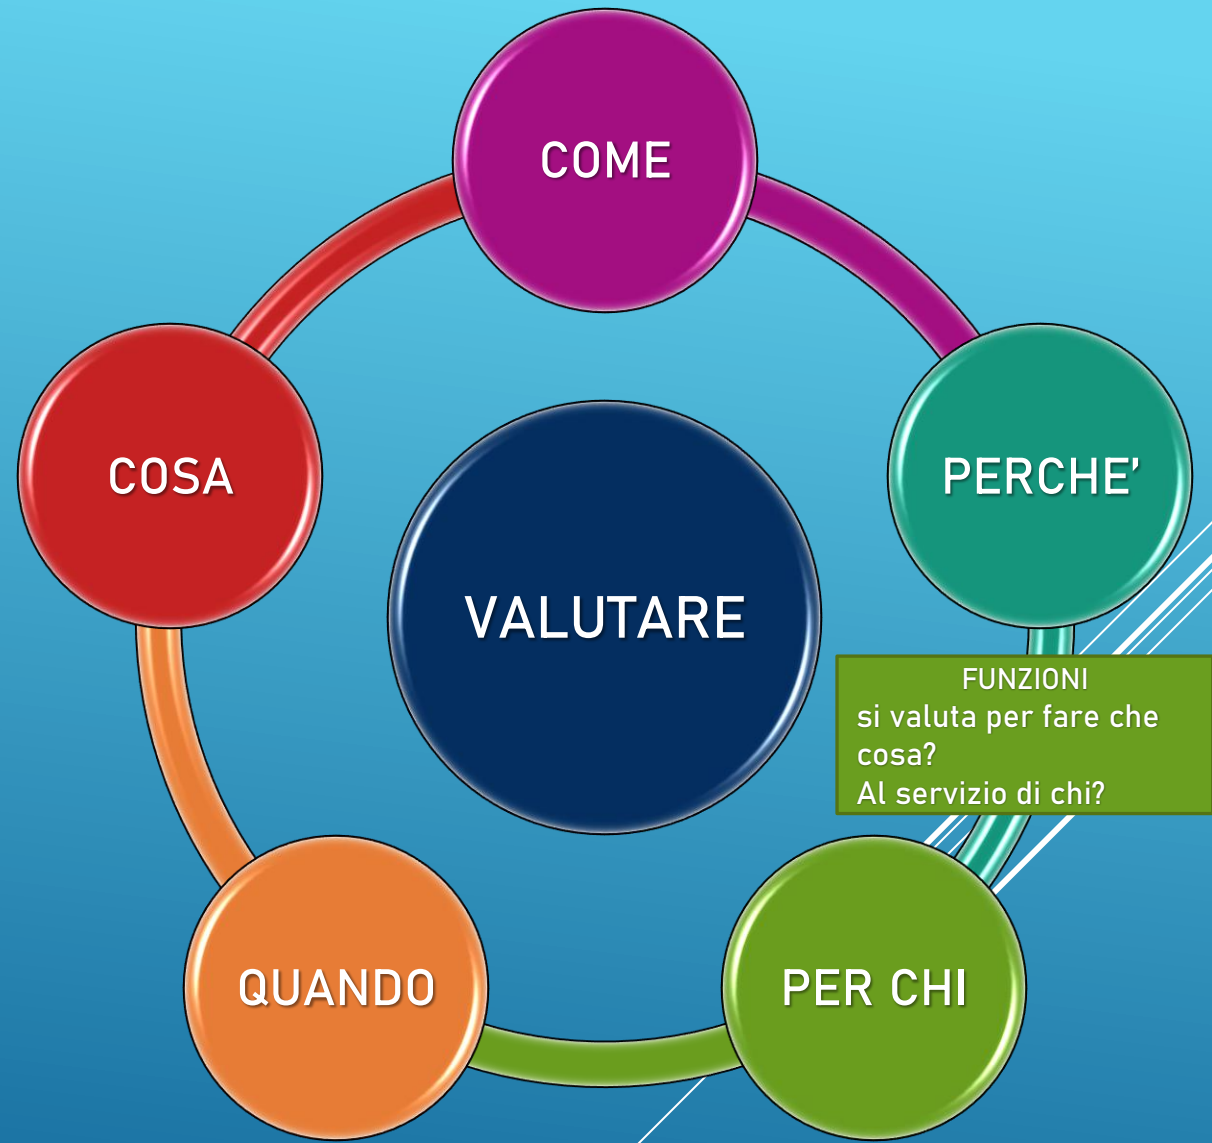 COME
COSA
PERCHE’
VALUTARE
FUNZIONI
si valuta per fare che
cosa?
Al servizio di chi?
QUANDO
PER CHI